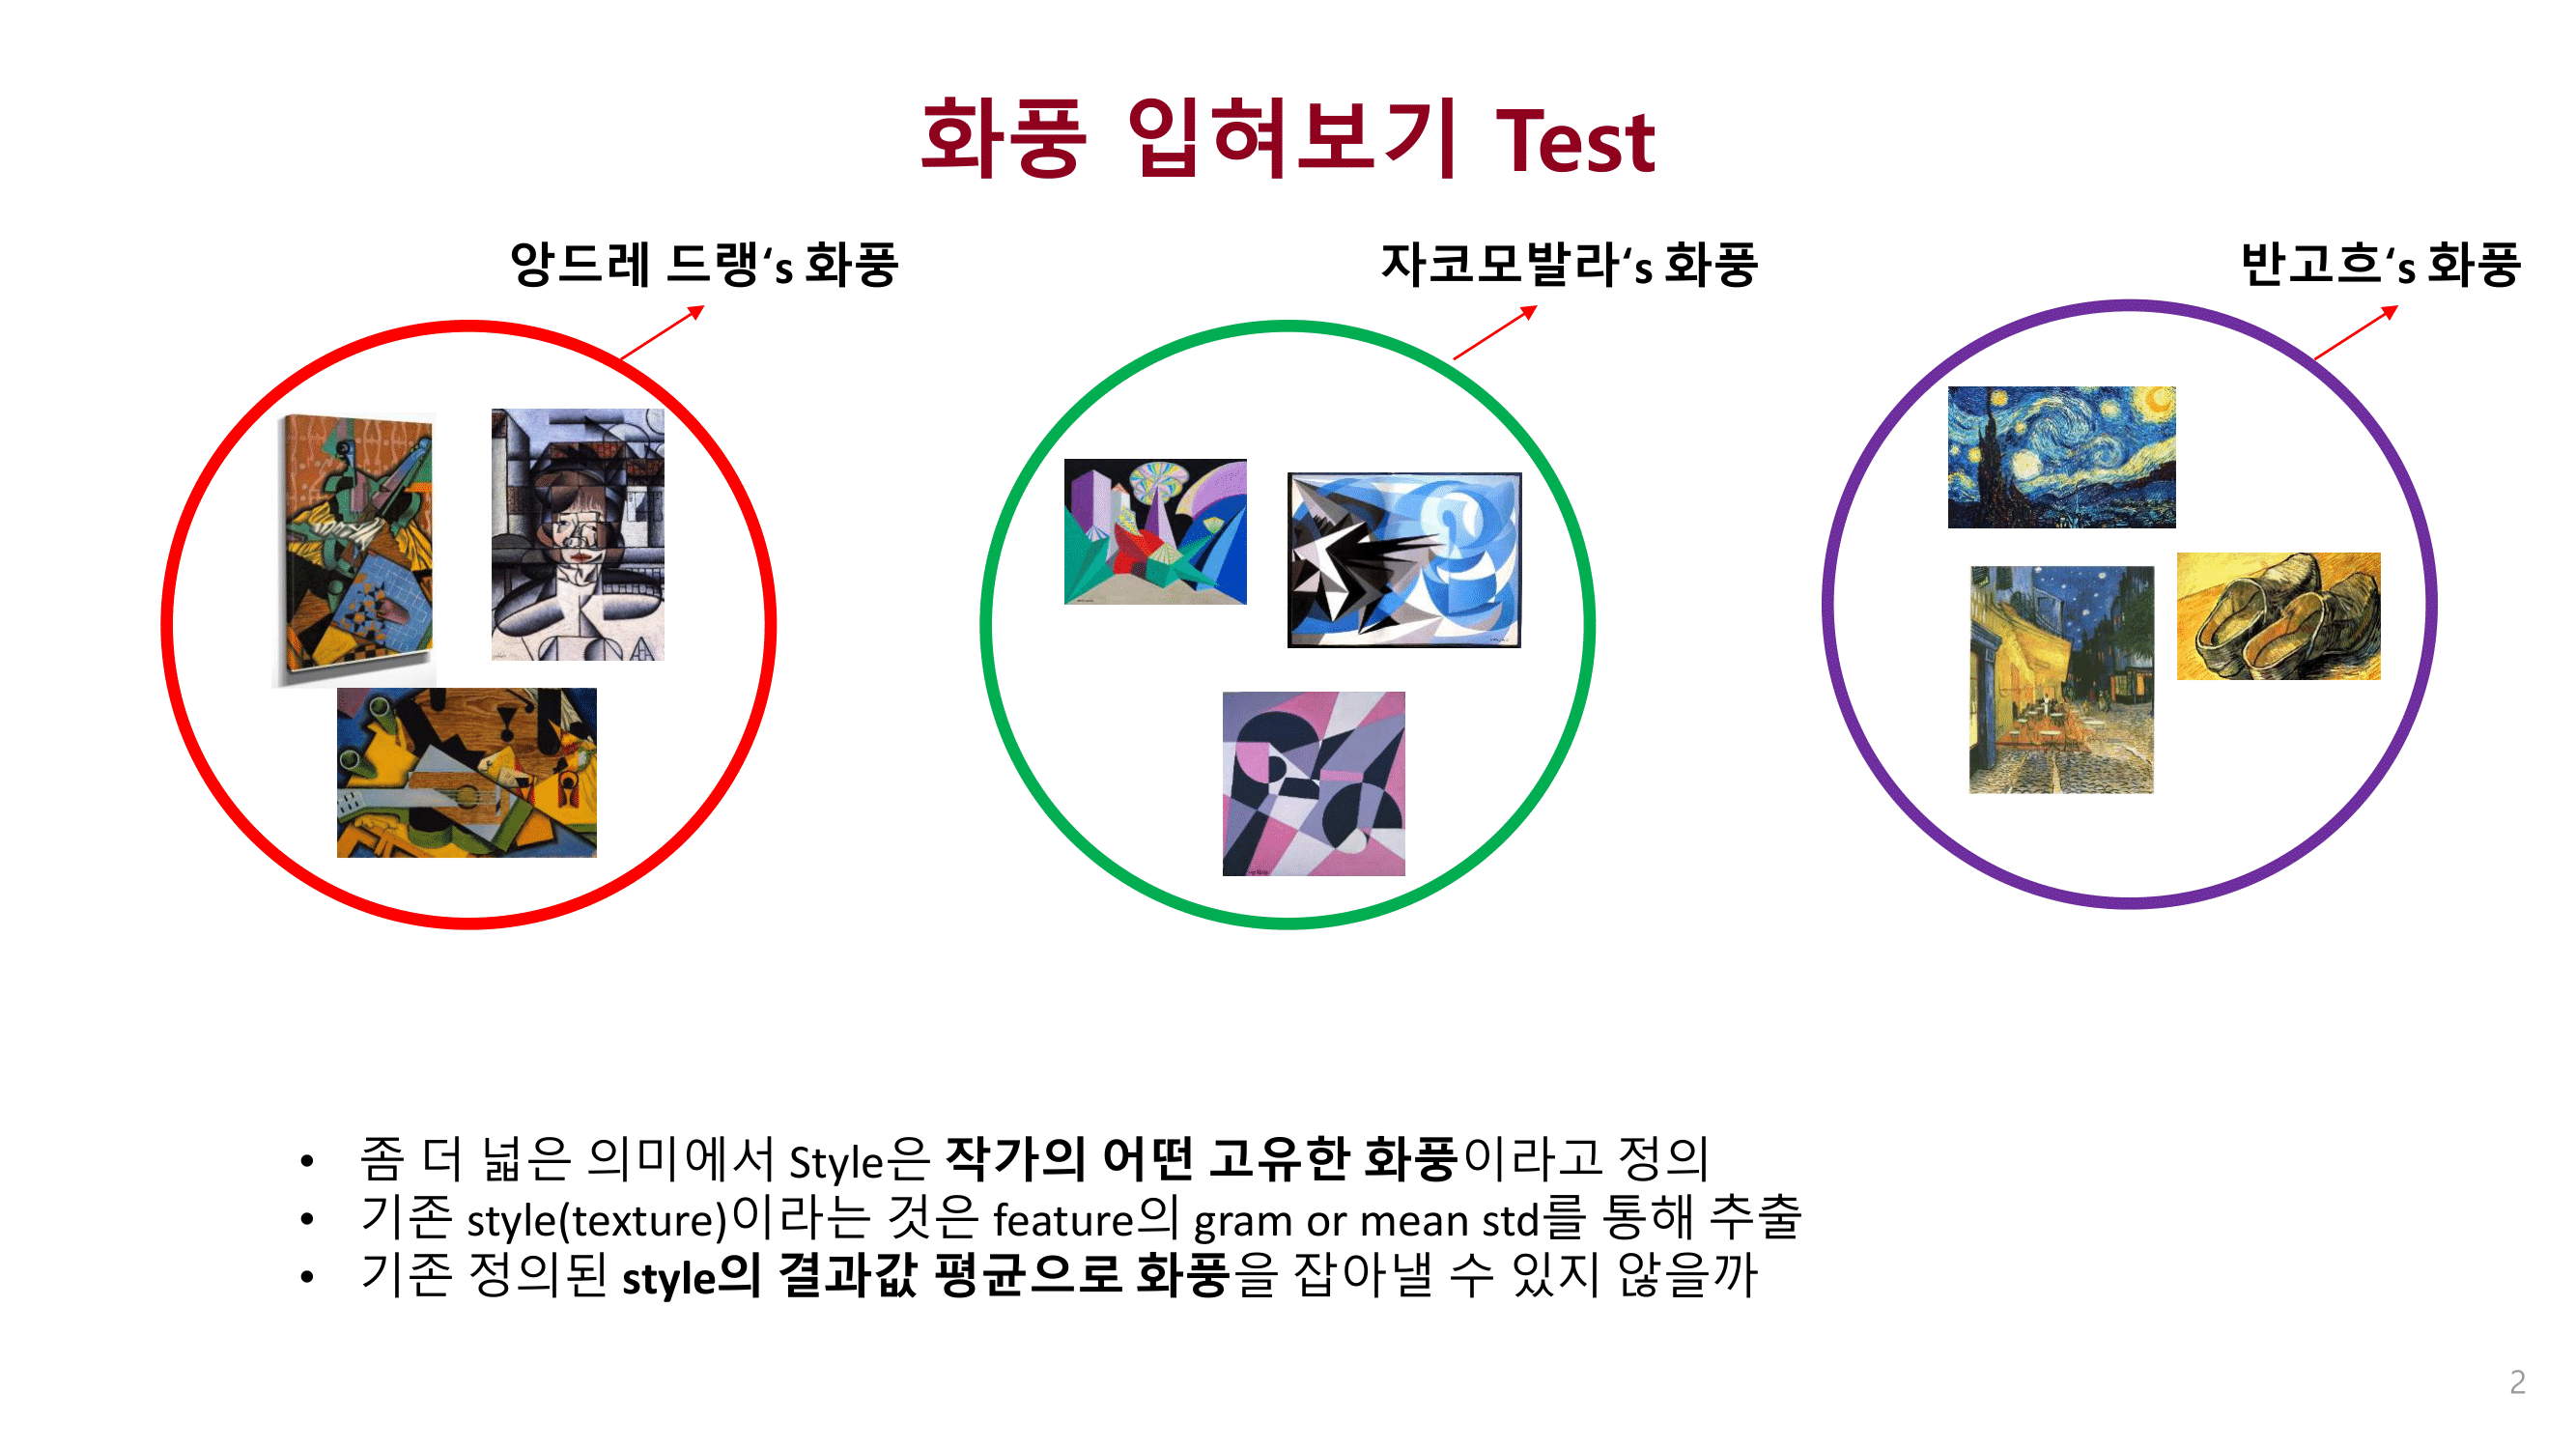 화풍 입혀보기 Test
앙드레 드랭‘s 화풍
자코모발라‘s 화풍
반고흐‘s 화풍
• 좀 더 넓은 의미에서 Style은 작가의 어떤 고유한 화풍이라고 정의
• 기존 style(texture)이라는 것은 feature의 gram or mean std를 통해 추출
• 기존 정의된 style의 결과값 평균으로 화풍을 잡아낼 수 있지 않을까
2